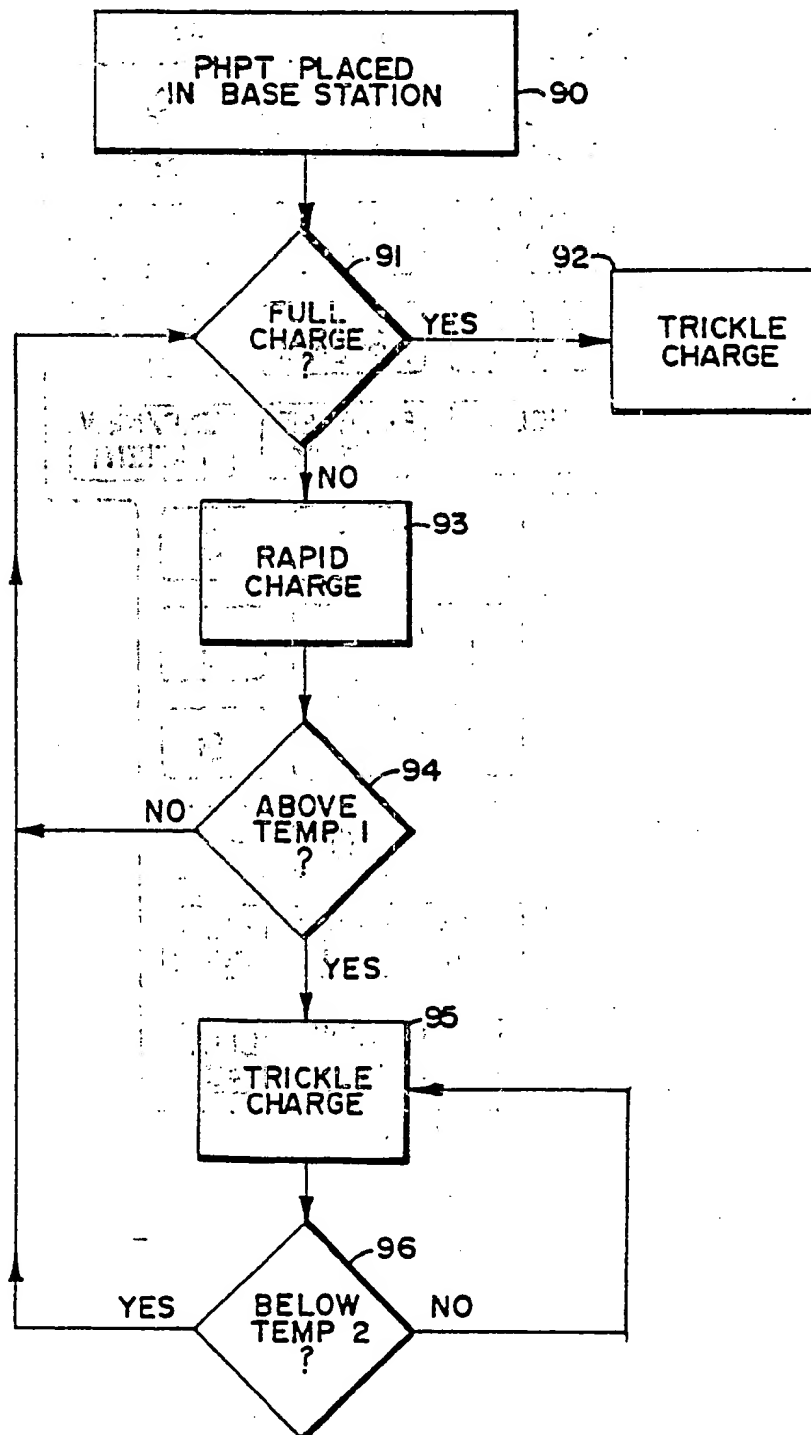 PHPT PLACED
IN BASE STATION
90
91
FULL
CHARGE
?
YES
92
TRICKLE
CHARGE
NO
93
RAPID
CHARGE
94
NO
ABOVE
TEMP 1
?
YES
95
TRICKLE
CHARGE
96
YES
BELOW
TEMP 2
?
NO